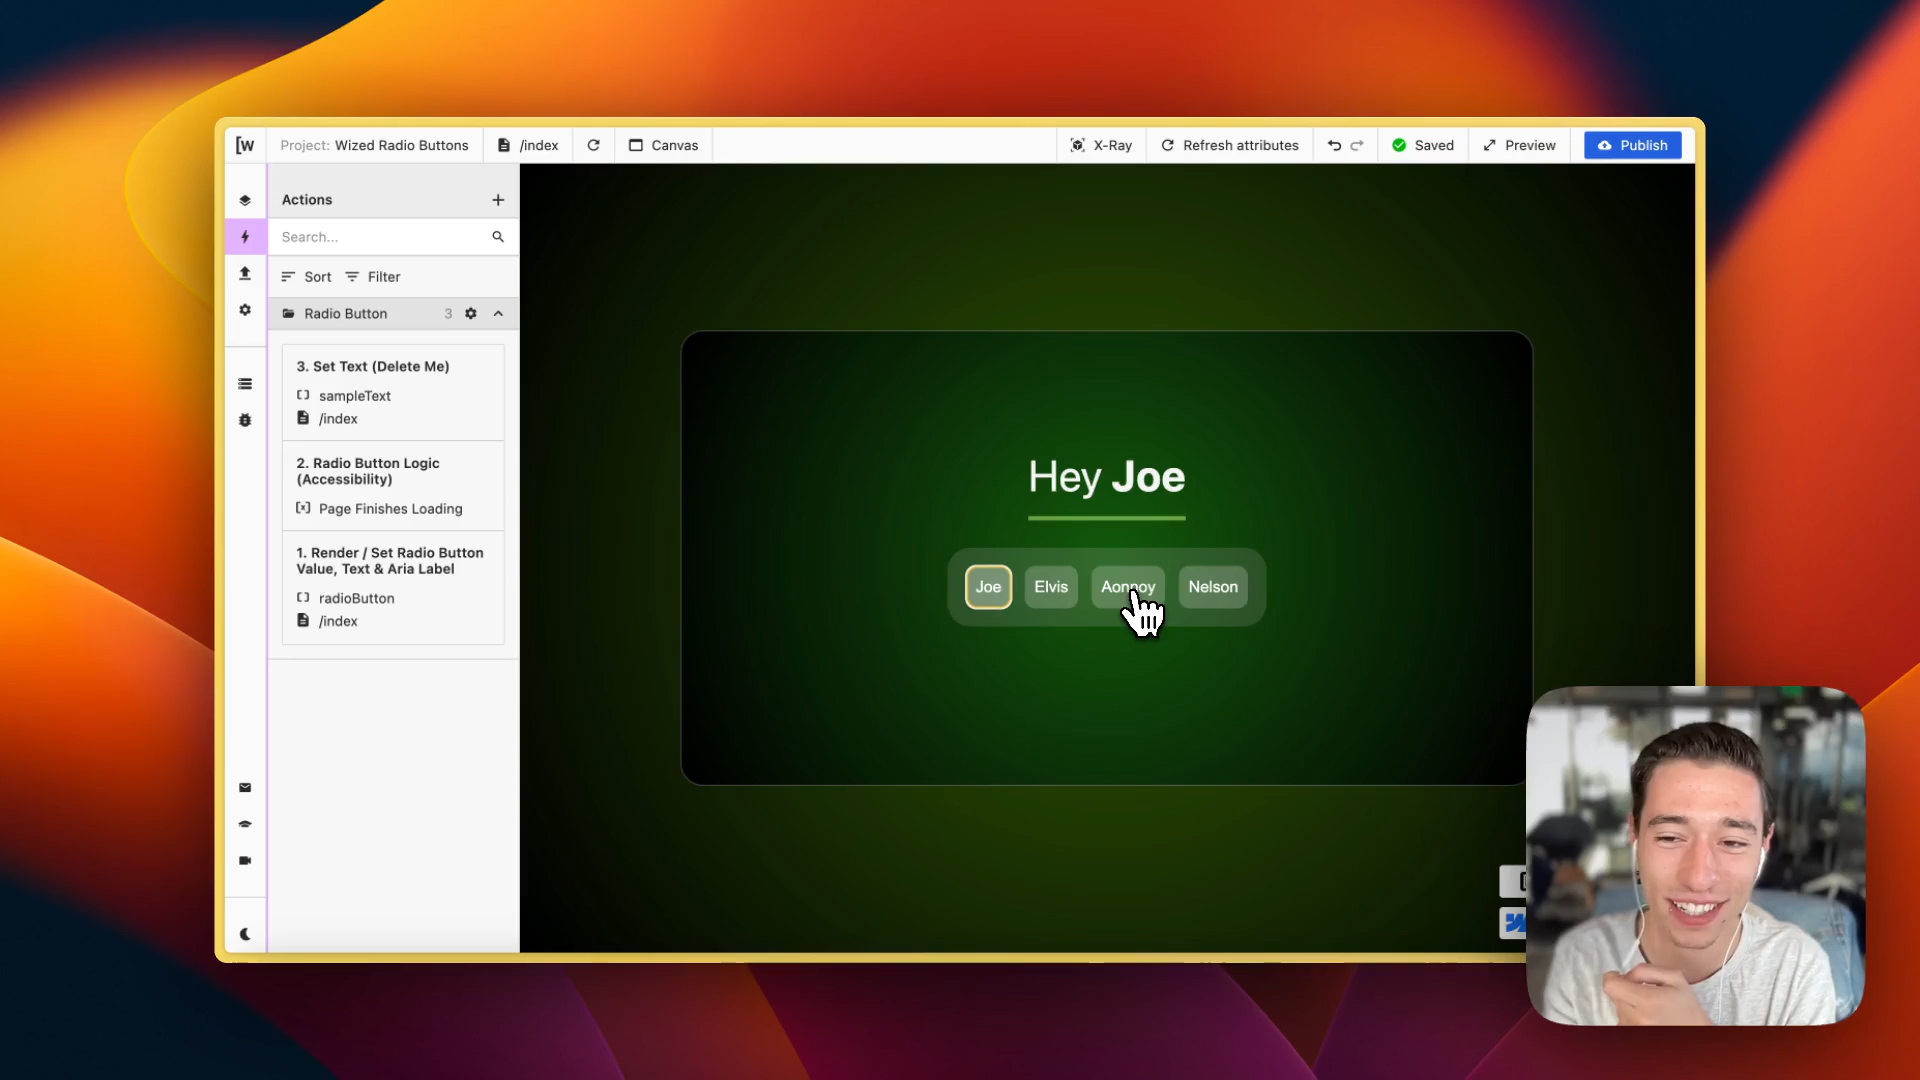 [w
Project: Wized Radio Buttons
/index
Canvas
X-Ray
Refresh attributes
Saved
Preview
Publish
Actions
Search...
Sort
Filter
Radio Button
3
3. Set Text (Delete Me)
sampleText
/index
2. Radio Button Logic
(Accessibility)
Page Finishes Loading
1. Render / Set Radio Button
Value, Text & Aria Label
radioButton
/index
Hey Joe
Joe
Elvis
Nelson